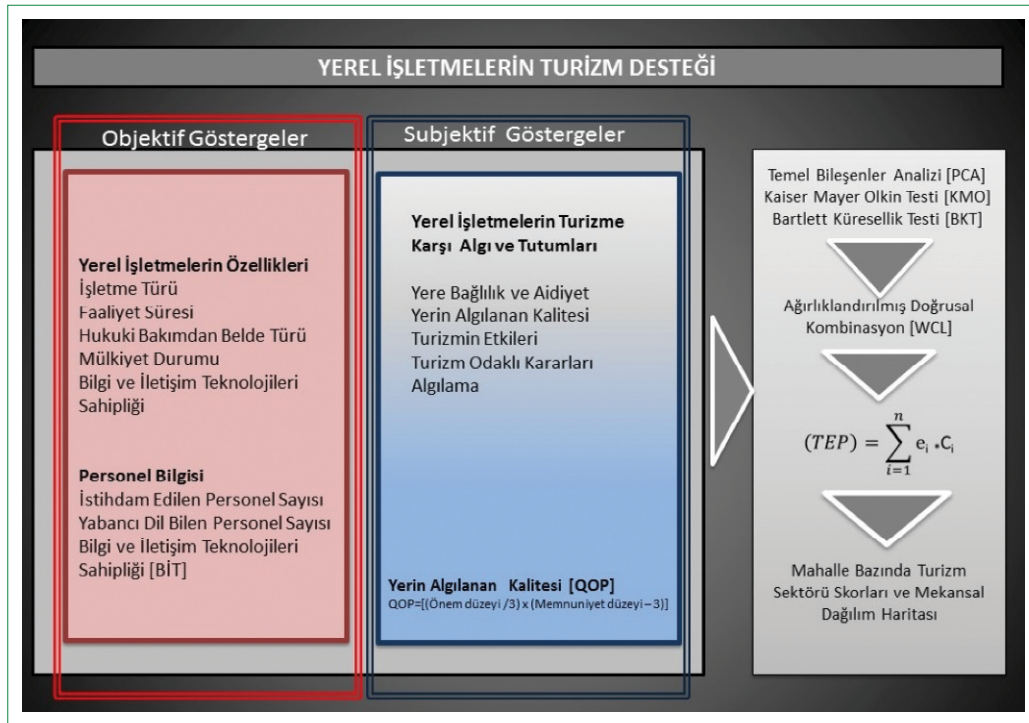 YEREL İŞLETMELERİN TURİZM DESTEĞİ
Objektif Göstergeler
Yerel İşletmelerin Özellikleri
İşletme Türü
Faaliyet Süresi
Hukuki Bakımdan Belde Türü
Mülkiyet Durumu
Bilgi ve İletişim Teknolojileri
Sahipliği
Personel Bilgisi
İstihdam Edilen Personel Sayısı
Yabancı Dil Bilen Personel Sayısı
Bilgi ve İletişim Teknolojileri
Sahipliği [BİT]
Subjektif Göstergeler
Yerel İşletmelerin Turizme
Karşı Algı ve Tutumları
Yere Bağlılık ve Aidiyet
Yerin Algılanan Kalitesi
Turizmin Etkileri
Turizm Odaklı Kararları
Algılama
Yerin Algılanan Kalitesi [QOP]
QOP=[(Önem düzeyi /3) x (Memnuniyet düzeyi – 3)]
Temel Bileşenler Analizi [PCA]
Kaiser Mayer Olkin Testi [KMO]
Bartlett Küresellik Testi [BKT]
Ağırlıklandırılmış Doğrusal
Kombinasyon [WCL]
(TEP) = \sum_{i=1}^{n} e_i . C_i
Mahalle Bazında Turizm
Sektörü Skorları ve Mekansal
Dağılım Haritası